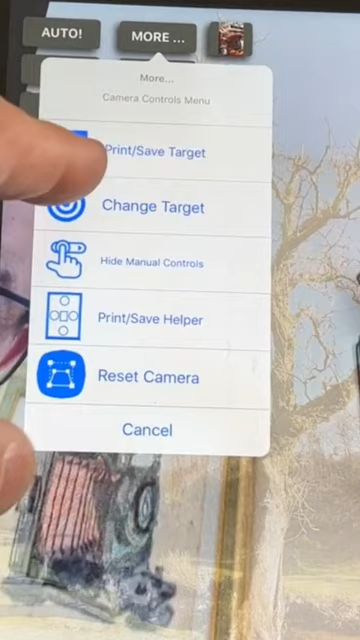 AUTO!
MORE ...
More...
Camera Controls Menu
Print/Save Target
Change Target
Hide Manual Controls
Print/Save Helper
Reset Camera
Cancel